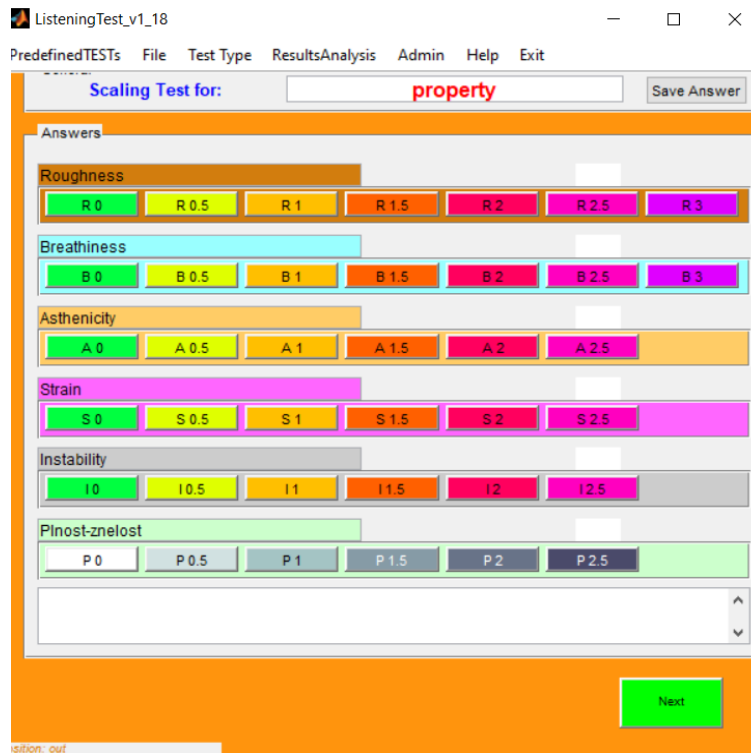 ListeningTest_v1_18
PredefinedTESTs File Test Type ResultsAnalysis Admin Help Exit
General
Scaling Test for: property Save Answer
Answers
Roughness
R 0 R 0.5 R 1 R 1.5 R 2 R 2.5 R 3
Breathiness
B 0 B 0.5 B 1 B 1.5 B 2 B 2.5 B 3
Asthenicity
A 0 A 0.5 A 1 A 1.5 A 2 A 2.5
Strain
S 0 S 0.5 S 1 S 1.5 S 2 S 2.5
Instability
I 0 I 0.5 I 1 I 1.5 I 2 I 2.5
Plnost-znelost
P 0 P 0.5 P 1 P 1.5 P 2 P 2.5
Next
sition: out